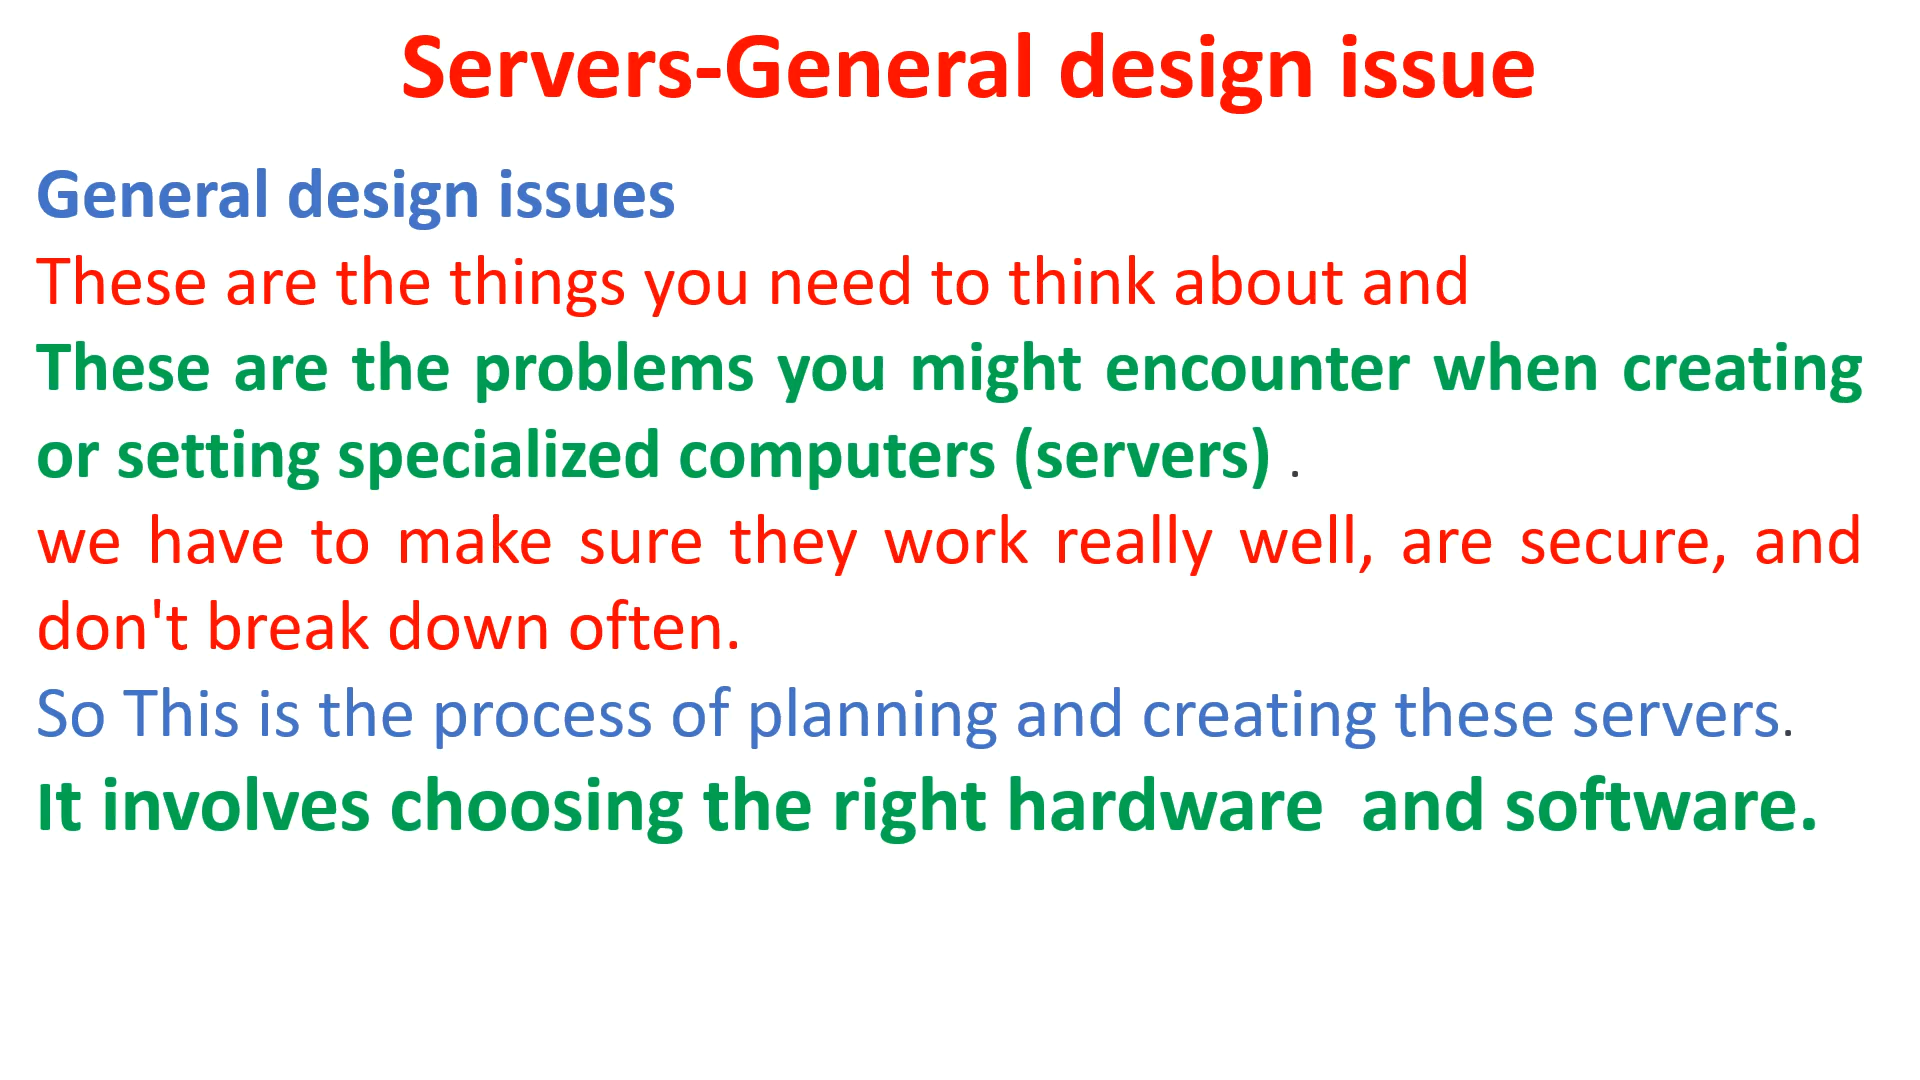 Servers-General design issue
General design issues
These are the things you need to think about and
These are the problems you might encounter when creating
or setting specialized computers (servers) .
we have to make sure they work really well, are secure, and
don't break down often.
So This is the process of planning and creating these servers.
It involves choosing the right hardware  and software.